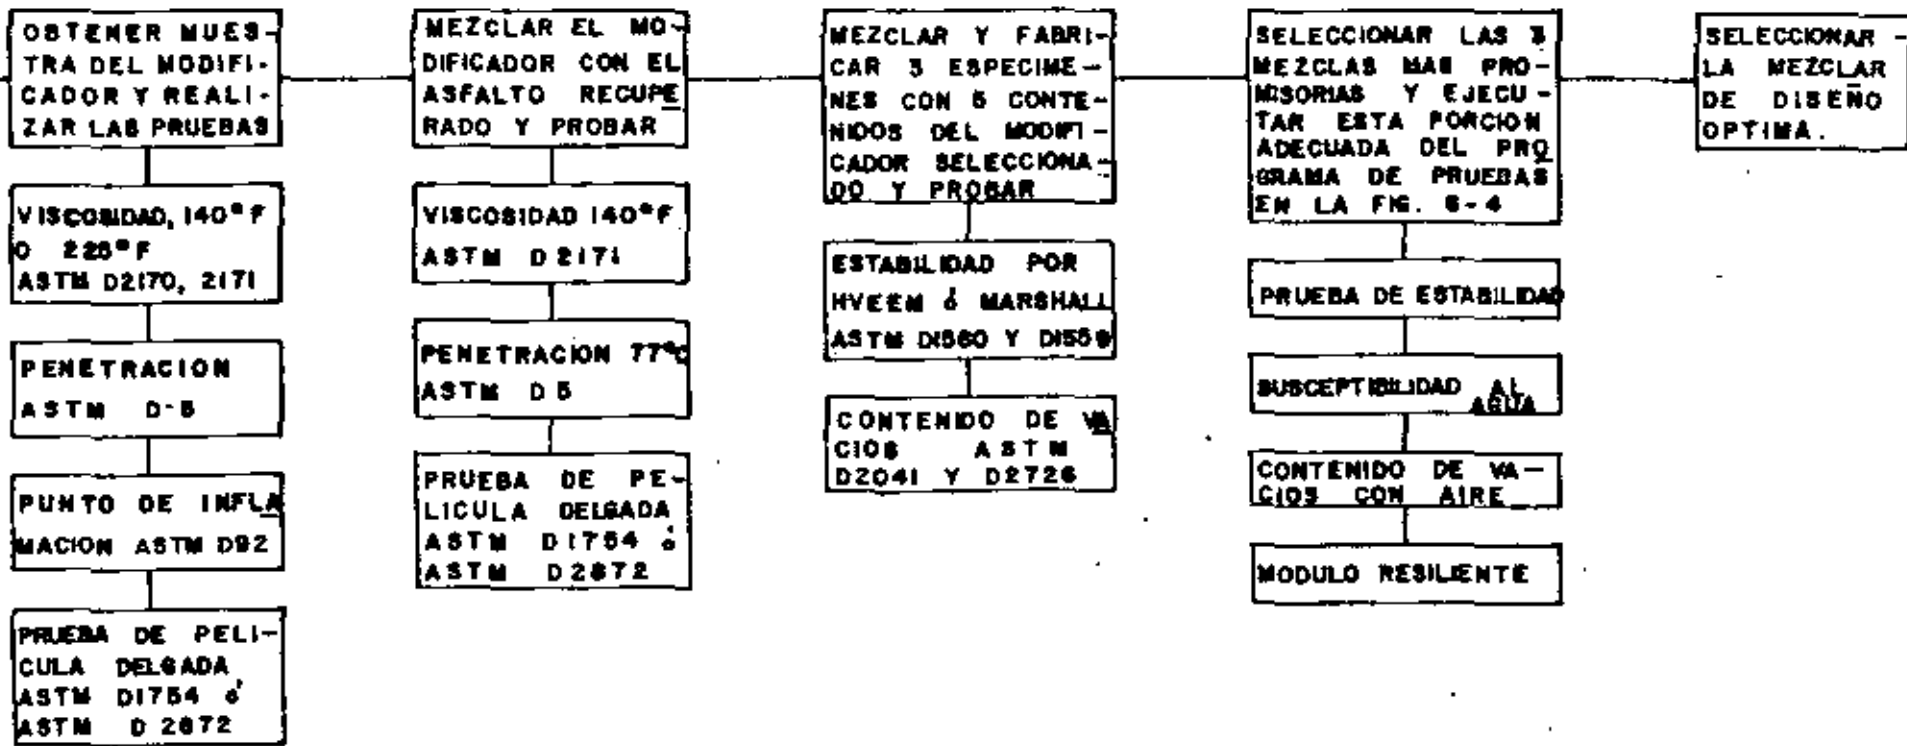 OBTENER MUES-
TRA DEL MODIFI-
CADOR Y REALI-
ZAR LAS PRUEBAS
VISCOSIDAD, 140°F
O 225°F
ASTM D2170, 2171
PENETRACION
ASTM D-5
PUNTO DE INFLA
MACION ASTM D92
PRUEBA DE PELI-
CULA DELGADA
ASTM D1754 ó
ASTM D 2872
MEZCLAR EL MO-
DIFICADOR CON EL
ASFALTO RECUPE
RADO Y PROBAR
VISCOSIDAD 140°F
ASTM D2171
PENETRACION 77°C
ASTM D5
PRUEBA DE PE-
LICULA DELGADA
ASTM D1754 ó
ASTM D2872
MEZCLAR Y FABRI-
CAR 3 ESPECIME-
NES CON 5 CONTE-
NIDOS DEL MODIFI-
CADOR SELECCIONA-
DO Y PROBAR
ESTABILIDAD POR
HVEEM ó MARSHALL
ASTM D1560 Y D1559
CONTENIDO DE VA
CIOS ASTM
D2041 Y D2726
SELECCIONAR LAS 3
MEZCLAS MAS PRO-
MISORIAS Y EJECU-
TAR ESTA PORCION
ADECUADA DEL PRO
GRAMA DE PRUEBAS
EN LA FIG. 6-4
PRUEBA DE ESTABILIDAD
SUSCEPTIBILIDAD AL
AGUA
CONTENIDO DE VA-
CIOS CON AIRE
MODULO RESILIENTE
SELECCIONAR -
LA MEZCLAR
DE DISEÑO
OPTIMA.